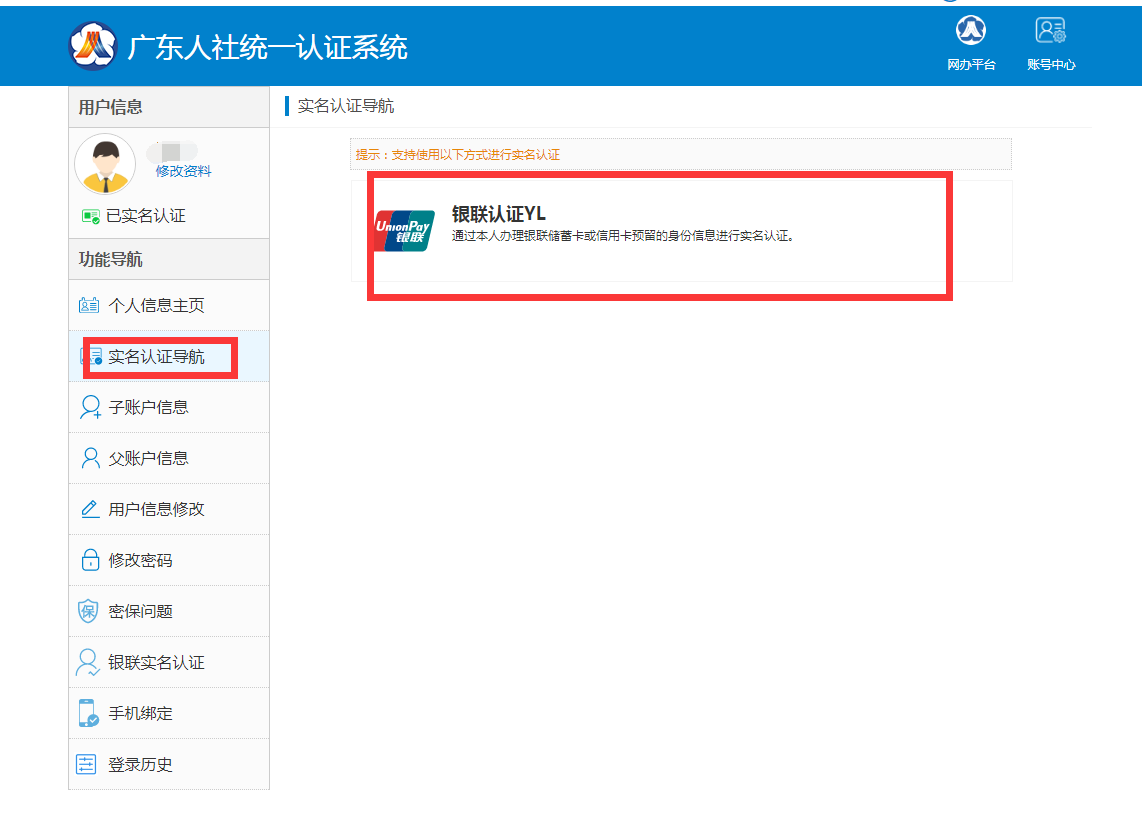 广东人社统一认证系统
网办平台
账号中心
用户信息
修改资料
已实名认证
功能导航
个人信息主页
实名认证导航
子账户信息
父账户信息
用户信息修改
修改密码
保
密保问题
银联实名认证
手机绑定
登录历史
实名认证导航
提示：支持使用以下方式进行实名认证
UnionPay
银联
银联认证YL
通过本人办理银联储蓄卡或信用卡预留的身份信息进行实名认证。